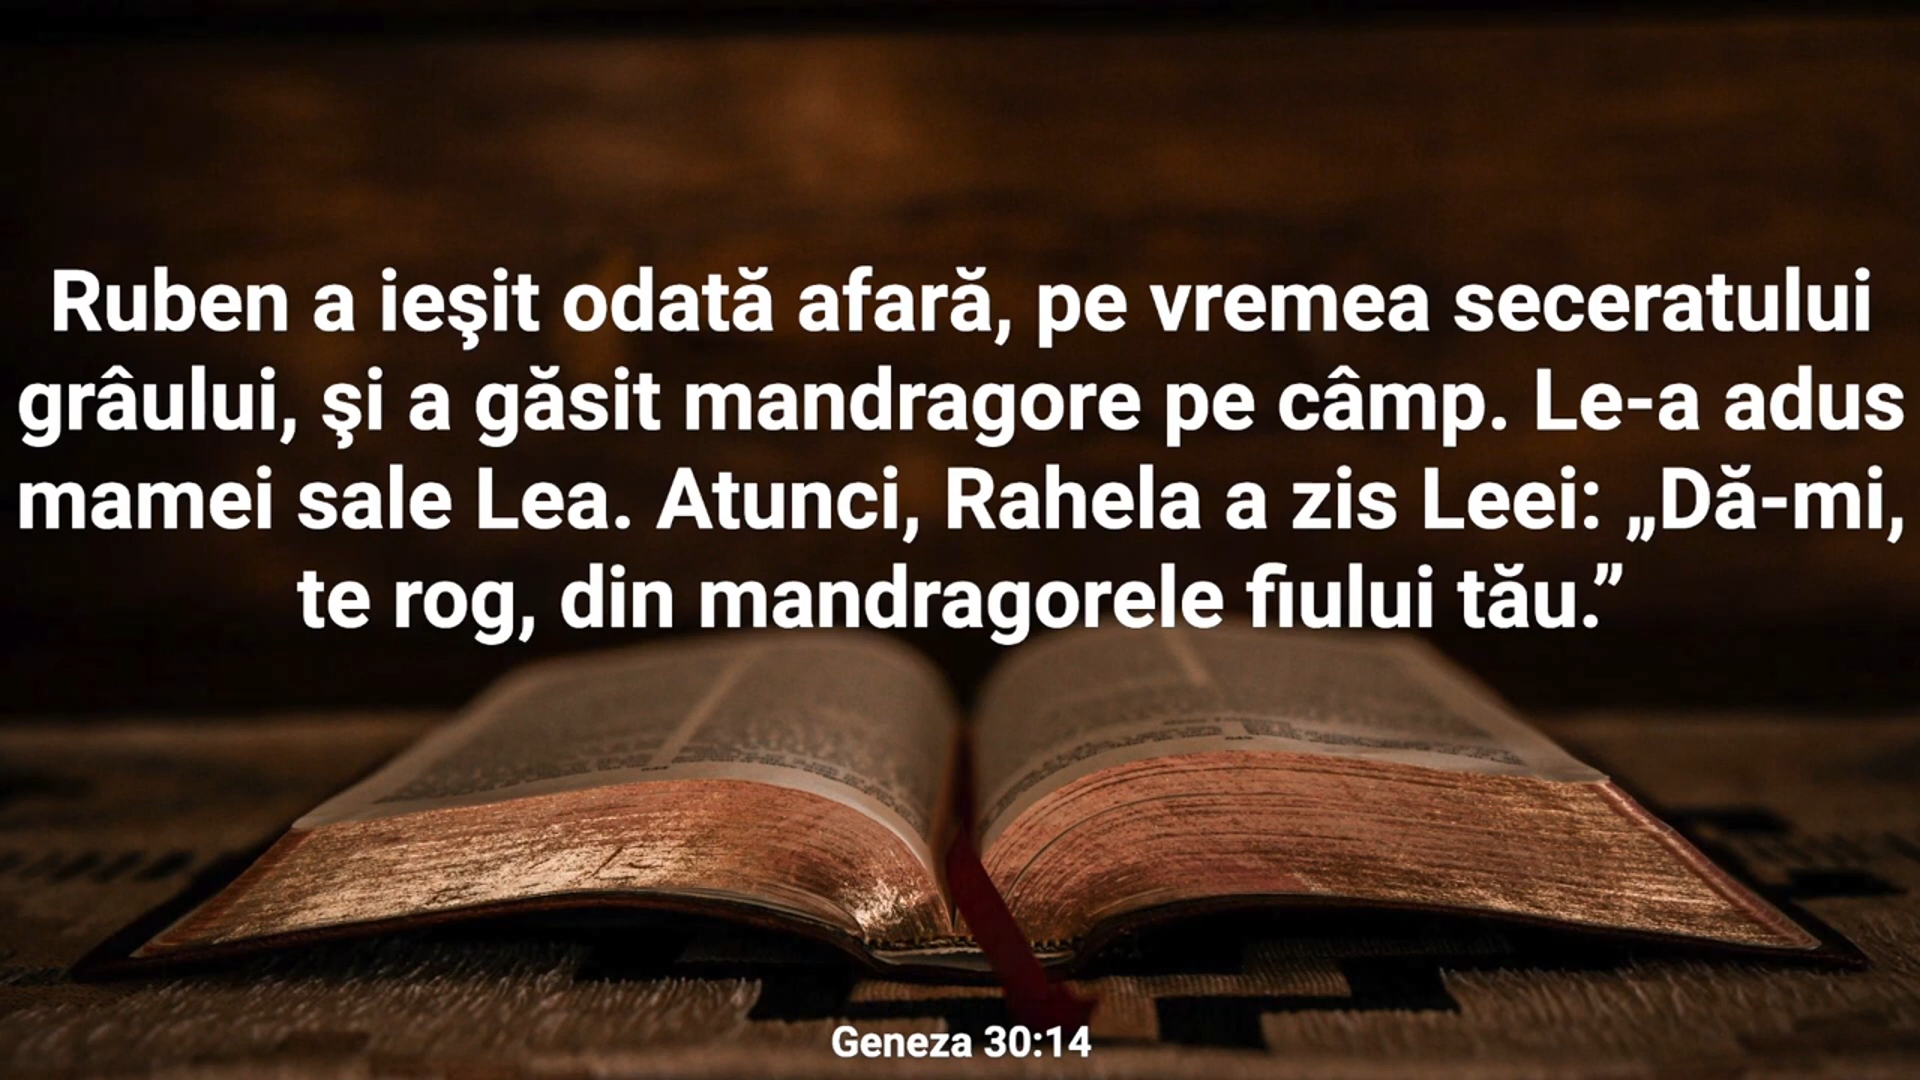 Ruben a ieşit odată afară, pe vremea seceratului
grâului, şi a găsit mandragore pe câmp. Le-a adus
mamei sale Lea. Atunci, Rahela a zis Leei: „Dă-mi,
te rog, din mandragorele fiului tău.”
Geneza 30:14